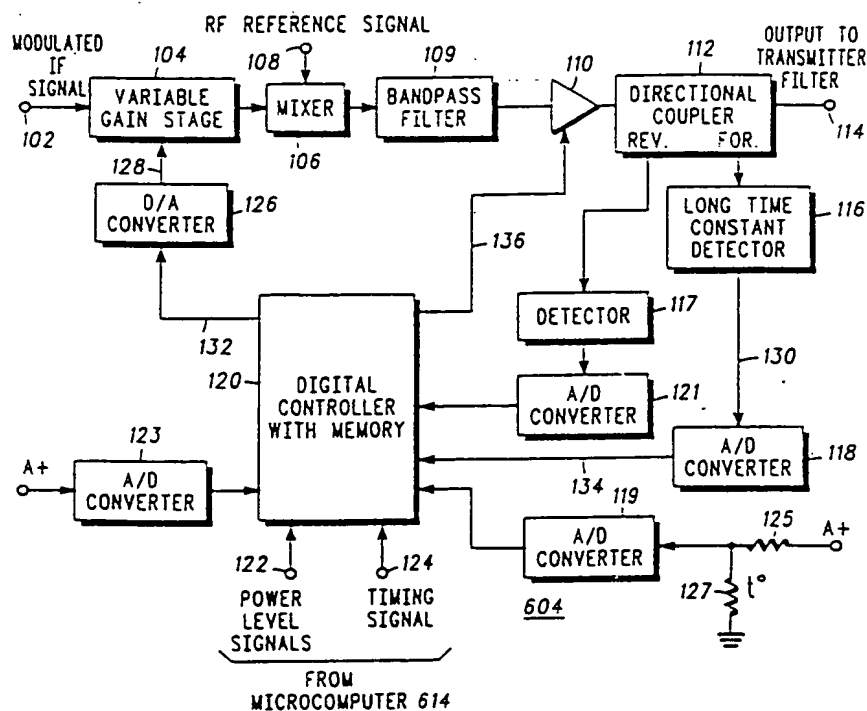 RF REFERENCE SIGNAL
MODULATED
IF
SIGNAL
102
104
VARIABLE
GAIN STAGE
108
MIXER
106
109
BANDPASS
FILTER
110
112
DIRECTIONAL
COUPLER
REV. FOR.
OUTPUT TO
TRANSMITTER
FILTER
114
128
D/A
CONVERTER
126
136
LONG TIME
CONSTANT
DETECTOR
116
132
DETECTOR
117
130
120
DIGITAL
CONTROLLER
WITH MEMORY
A/D
CONVERTER
121
123
A+
A/D
CONVERTER
A/D
CONVERTER
118
134
119
A/D
CONVERTER
125
A+
127
t°
122
124
604
POWER
LEVEL
SIGNALS
TIMING
SIGNAL
FROM
MICROCOMPUTER 614